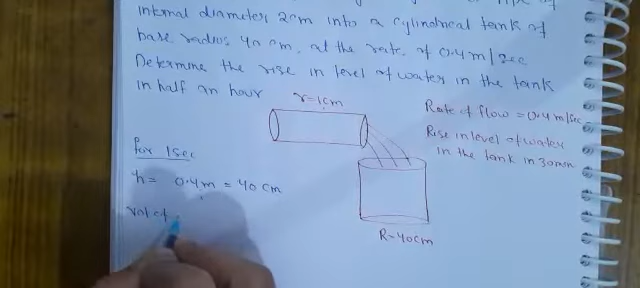 internal diameter 2cm into a cylindrical tank of
base radius 40 cm, at the rate of 0.4 m/sec
Determine the rise in level of water in the tank
in half an hour
r=1cm
Rate of flow = 0.4 m/sec
Rise in level of water
in the tank in 30min
for 1sec
h = 0.4m = 40 cm
vol of
R=40cm